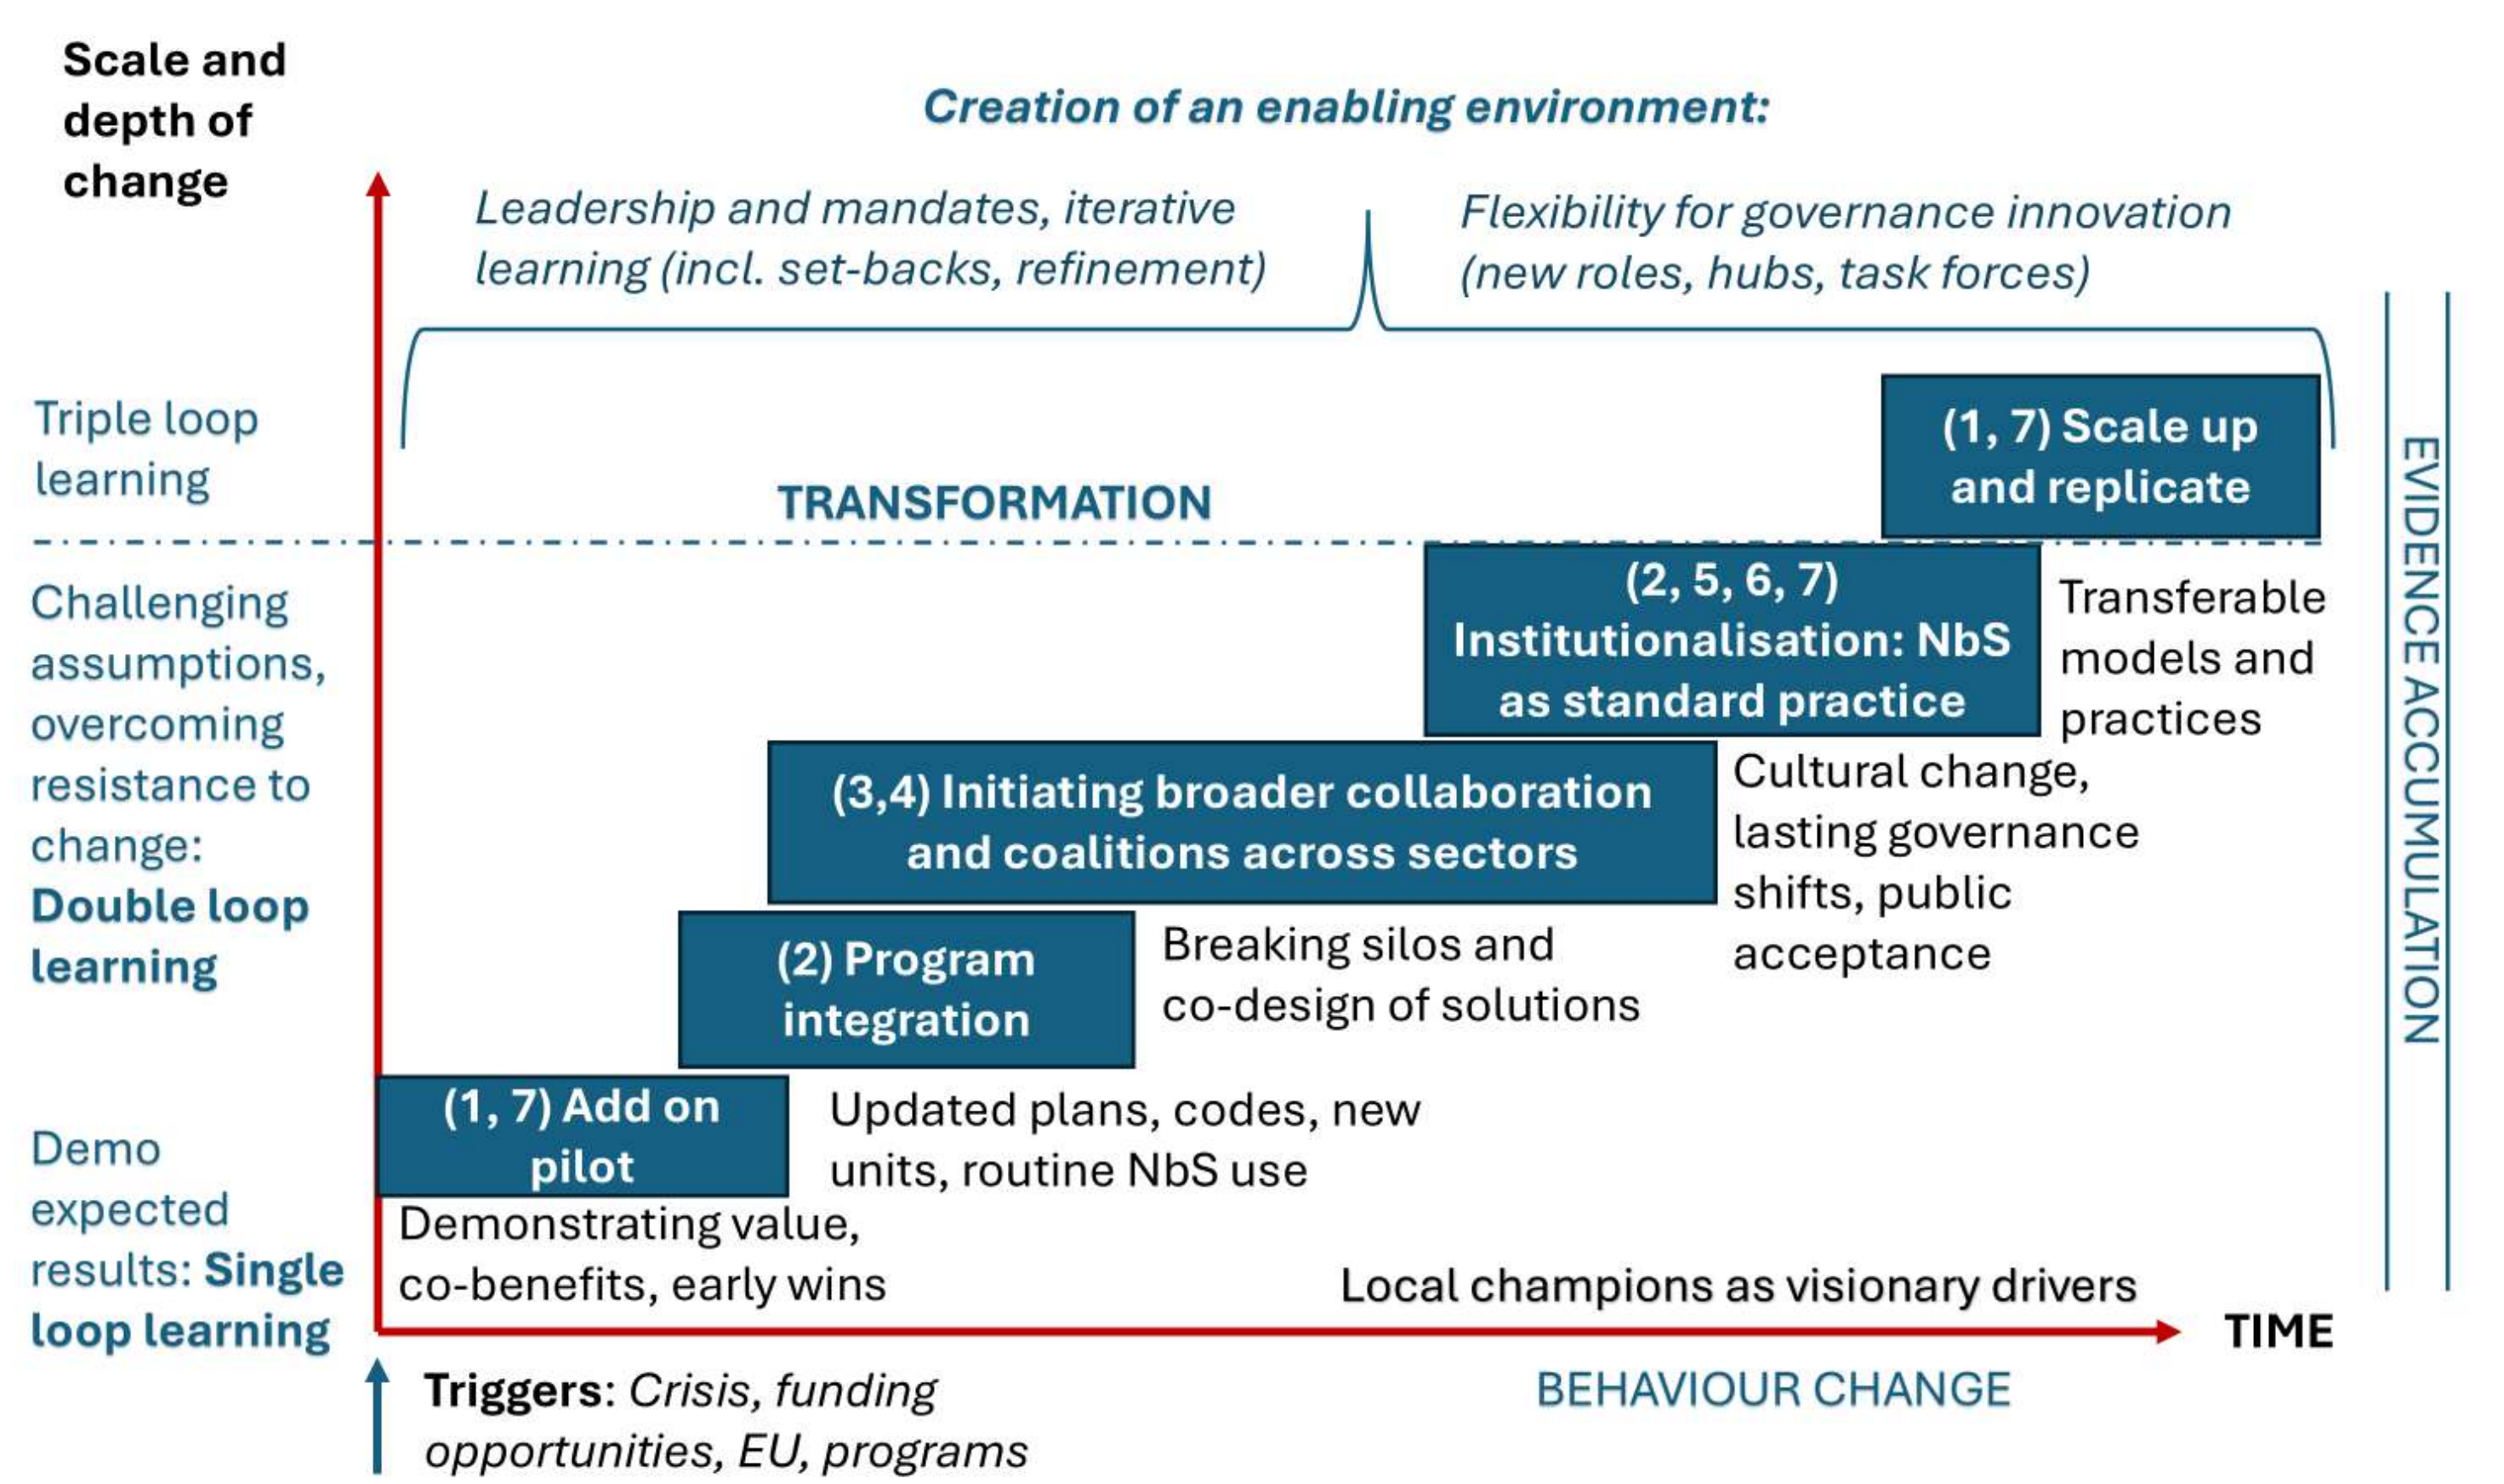 Scale and
depth of
change
Creation of an enabling environment:
Leadership and mandates, iterative
learning (incl. set-backs, refinement)
Flexibility for governance innovation
(new roles, hubs, task forces)
Triple loop
learning
TRANSFORMATION
(1, 7) Scale up
and replicate
EVIDENCE ACCUMULATION
Challenging
assumptions,
overcoming
resistance to
change:
Double loop
learning
(2, 5, 6, 7)
Institutionalisation: NbS
as standard practice
Transferable
models and
practices
(3,4) Initiating broader collaboration
and coalitions across sectors
Cultural change,
lasting governance
shifts, public
acceptance
(2) Program
integration
Breaking silos and
co-design of solutions
(1, 7) Add on
pilot
Updated plans, codes, new
units, routine NbS use
Demo
expected
results: Single
loop learning
Demonstrating value,
co-benefits, early wins
Local champions as visionary drivers
TIME
Triggers: Crisis, funding
opportunities, EU, programs
BEHAVIOUR CHANGE